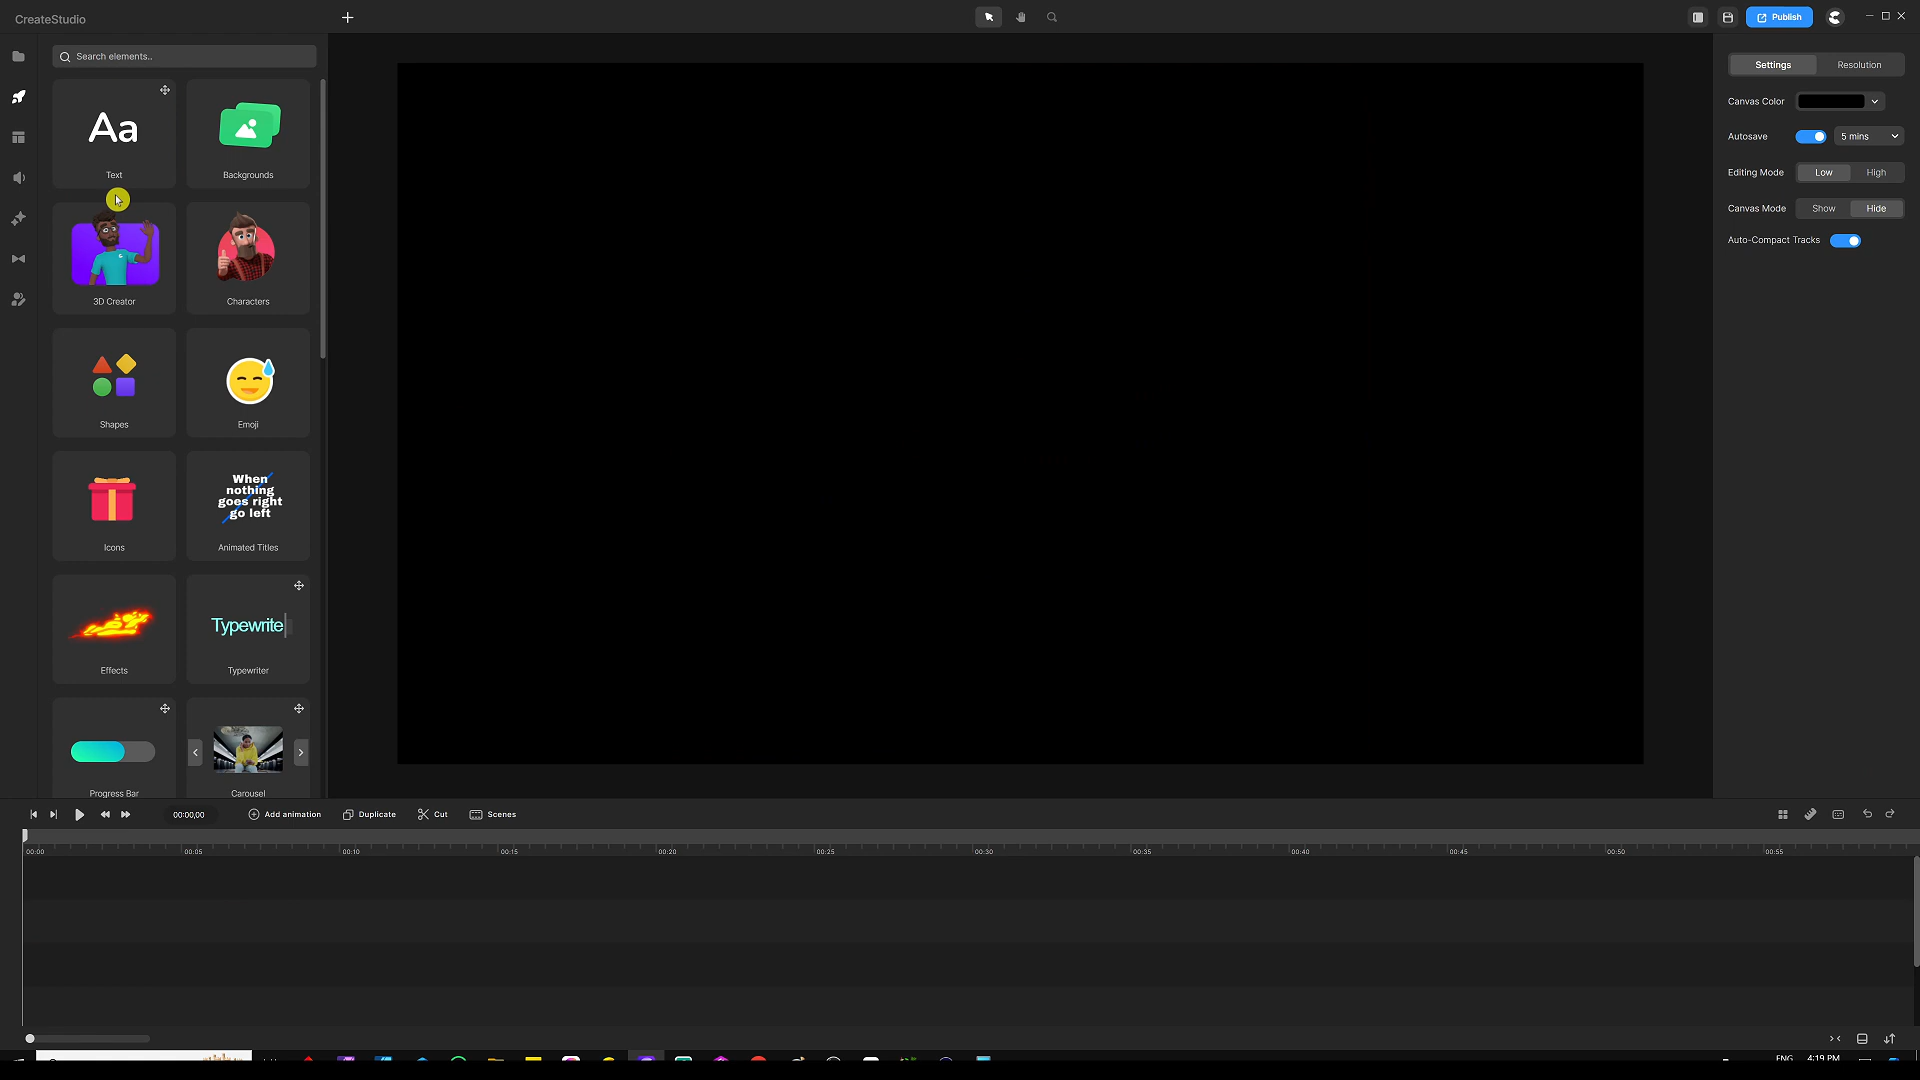 CreateStudio
Publish
Search elements..
Aa
Text
Backgrounds
3D Creator
Characters
Shapes
Emoji
Icons
When
nothing
goes right
go left
Animated Titles
Effects
Typewrite
Typewriter
Progress Bar
Carousel
Settings
Resolution
Canvas Color
Autosave
5 mins
Editing Mode
Low
High
Canvas Mode
Show
Hide
Auto-Compact Tracks
00:00,00
Add animation
Duplicate
Cut
Scenes
00:00
00:05
00:10
00:15
00:20
00:25
00:30
00:35
00:40
00:45
00:50
00:55
ENG
4:19 PM